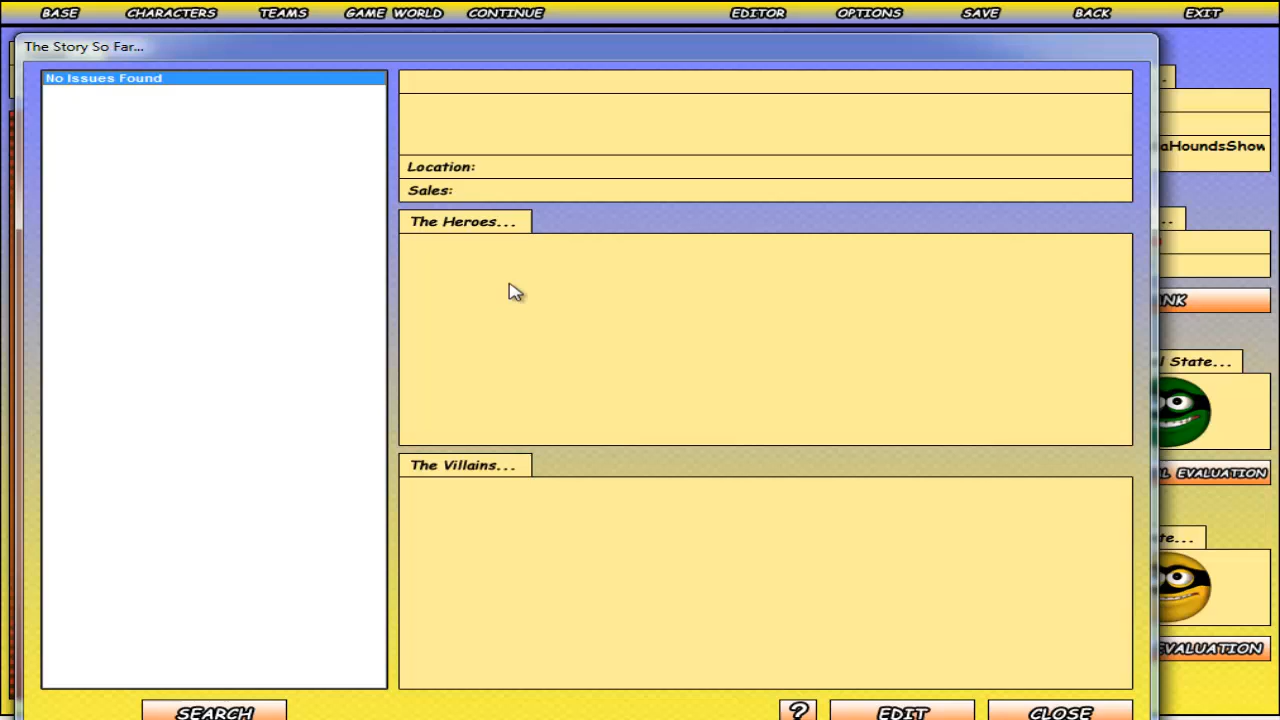 BASE CHARACTERS TEAMS GAME WORLD CONTINUE EDITOR OPTIONS SAVE BACK EXIT
The Story So Far...
No Issues Found
Location:
Sales:
The Heroes...
The Villains...
SEARCH ? EDIT CLOSE
aHoundsShow
NK
l State...
L EVALUATION
te...
EVALUATION